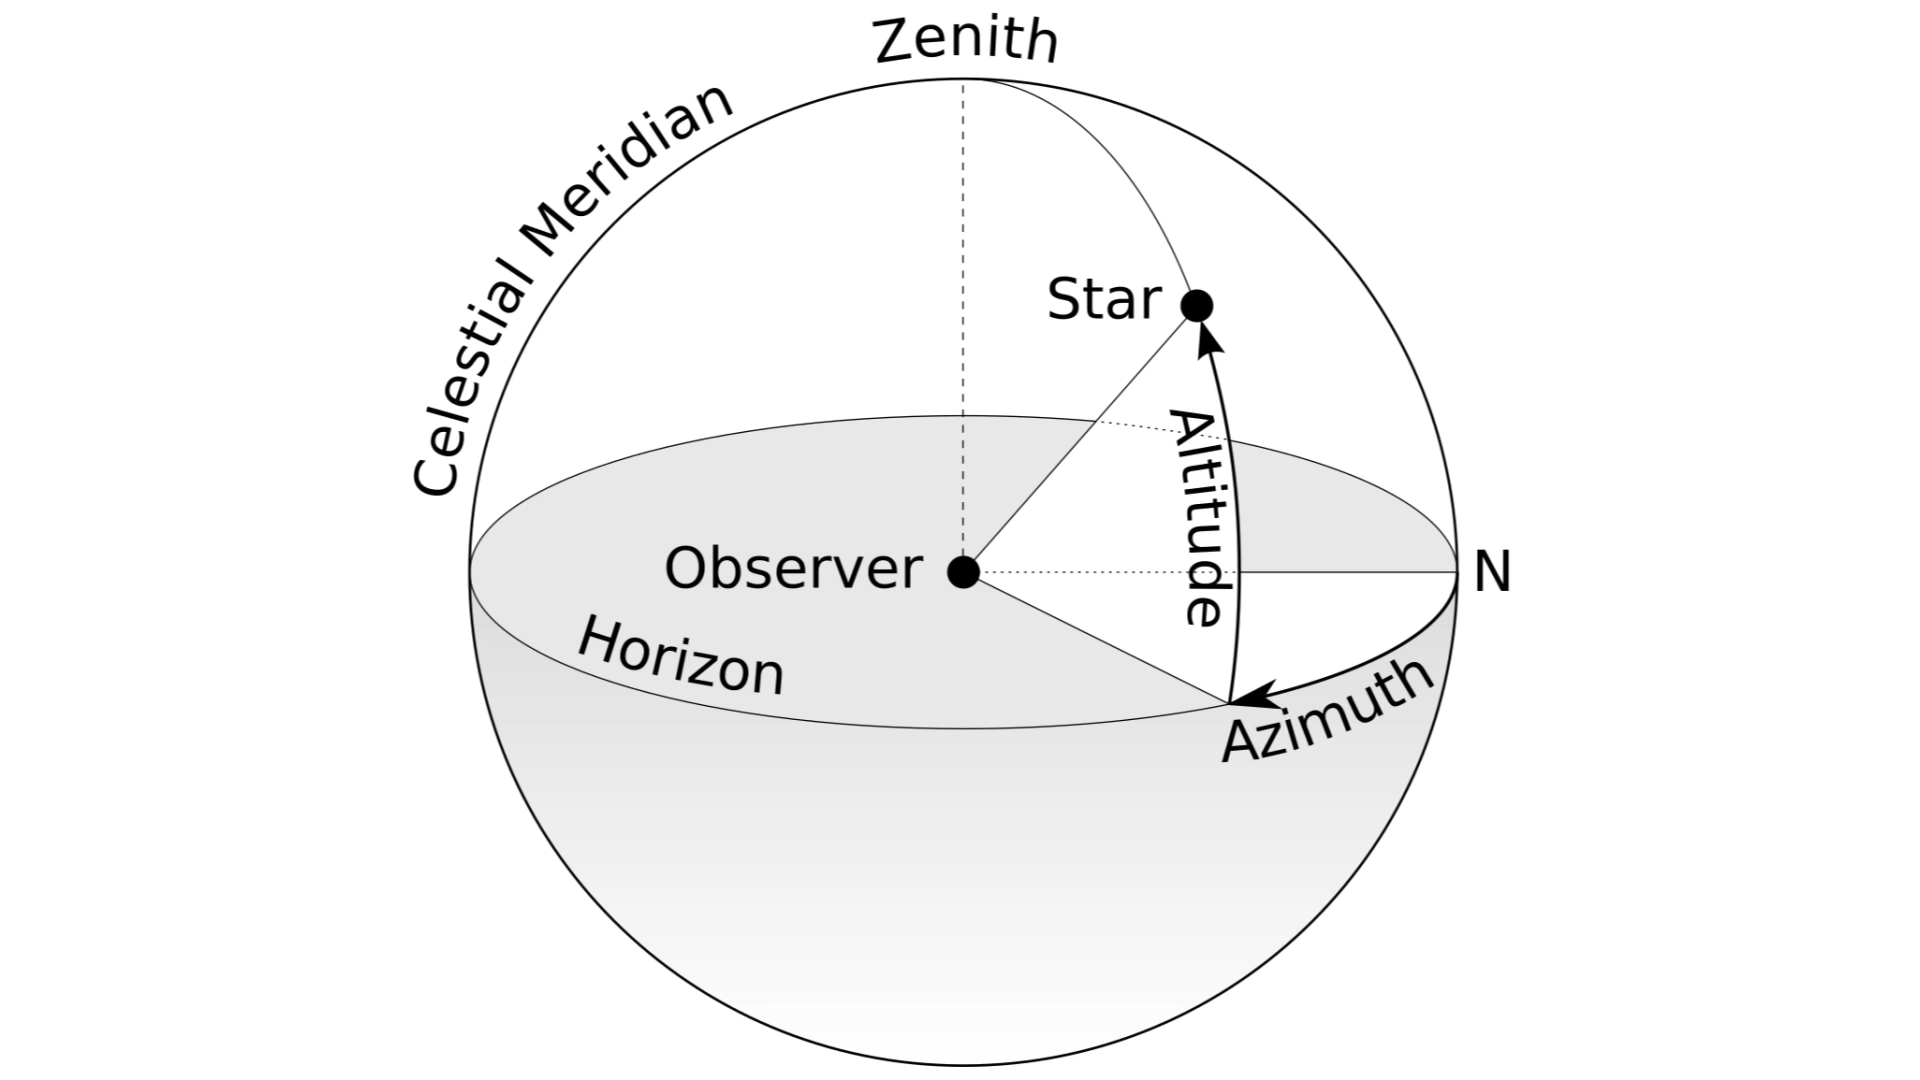 Zenith
Celestial Meridian
Star
Altitude
Observer
N
Horizon
Azimuth